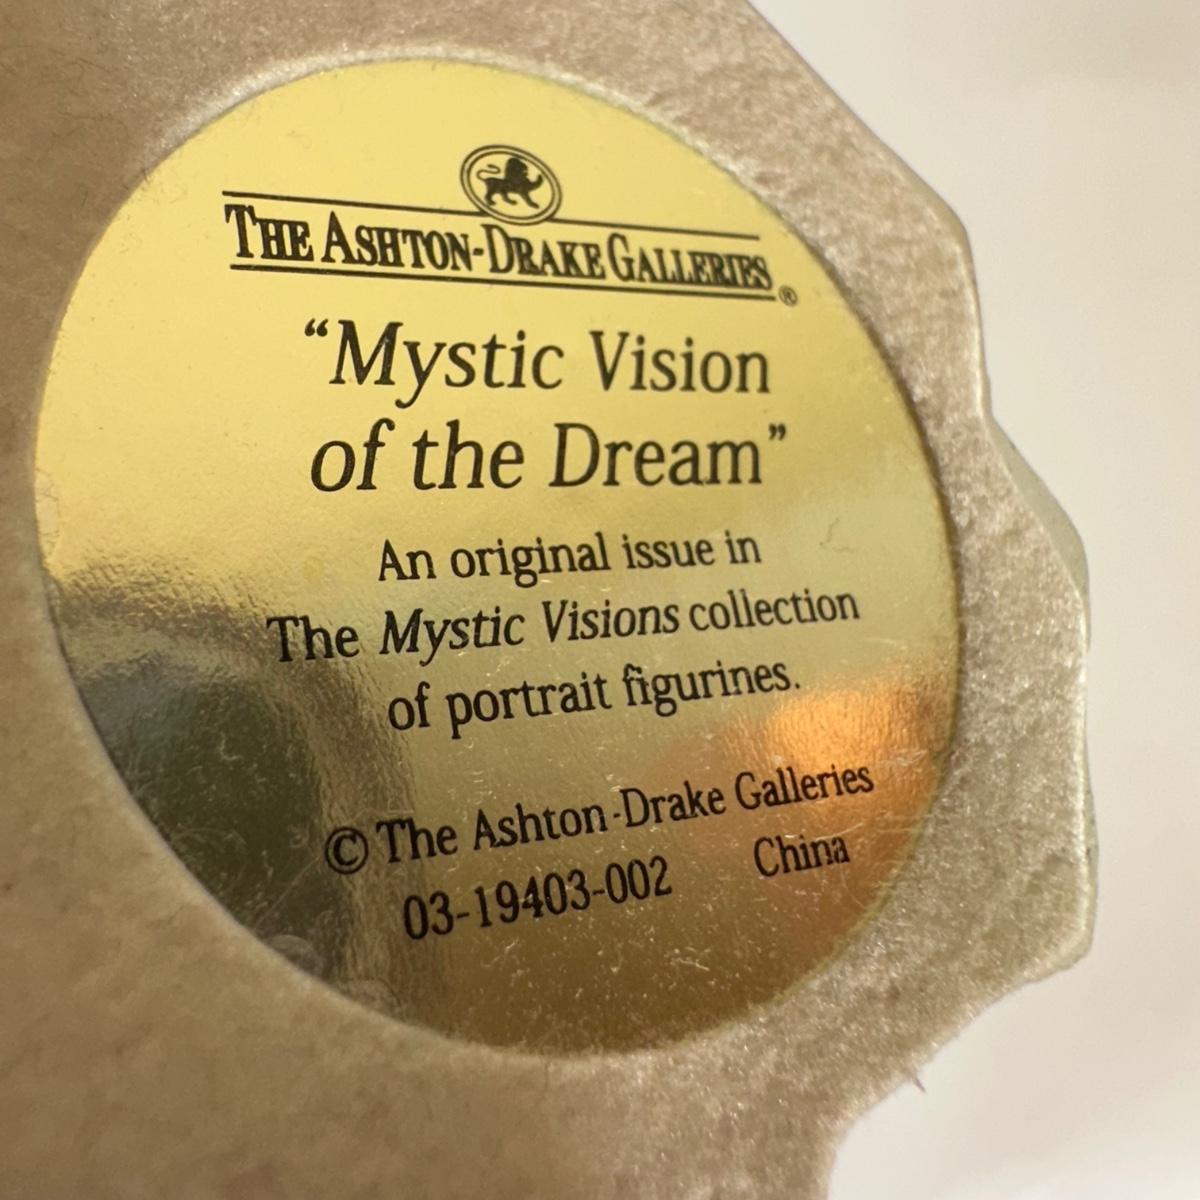 THE ASHTON-DRAKE GALLERIES®
“Mystic Vision
of the Dream”
An original issue in
The Mystic Visions collection
of portrait figurines.
© The Ashton-Drake Galleries
03-19403-002 China